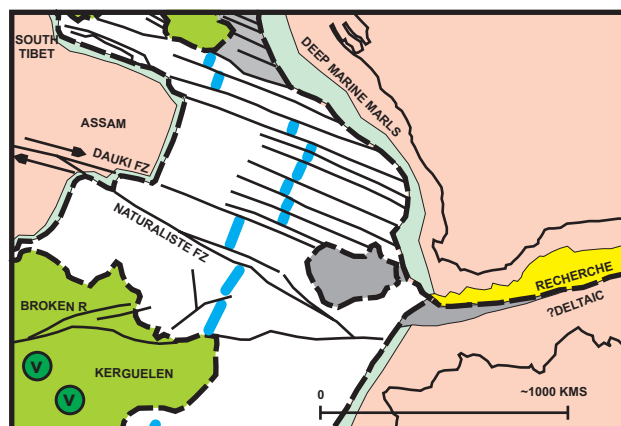 SOUTH
TIBET
DEEP MARINE MARLS
ASSAM
DAUKI FZ
NATURALISTE FZ
RECHERCHE
?DELTAIC
BROKEN R
KERGUELEN
V
V
0
~1000 KMS